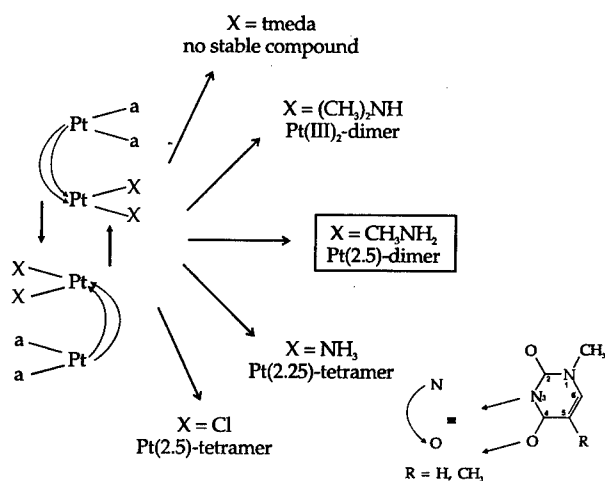 X = tmeda
no stable compound
X = (CH₃)₂NH
Pt(III)₂-dimer
Pt
a
a
Pt
X
X
X = CH₃NH₂
Pt(2.5)-dimer
X
X
Pt
a
a
Pt
X = NH₃
Pt(2.25)-tetramer
X = Cl
Pt(2.5)-tetramer
N
O
=
O
CH₃
N
N
O
R
1
2
3
4
5
6
R = H, CH₃